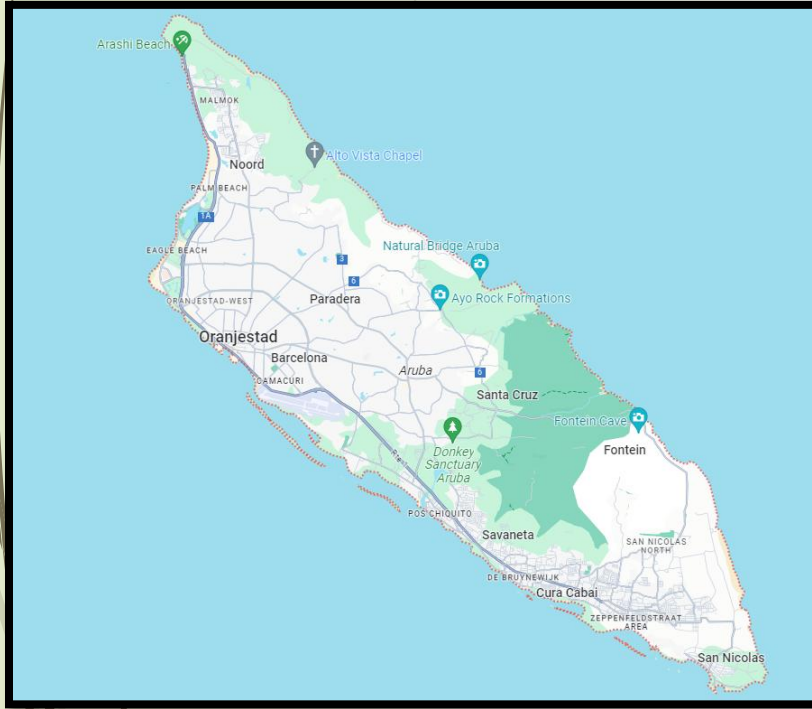 Arashi Beach
MALMOK
Alto Vista Chapel
Noord
PALM BEACH
1A
Natural Bridge Aruba
EAGLE BEACH
3
6
Ayo Rock Formations
Paradera
ORANJESTAD-WEST
Oranjestad
Barcelona
Aruba
6
CAMACURI
Santa Cruz
Fontein Cave
Donkey
Sanctuary
Aruba
Fontein
POS CHIQUITO
Savaneta
SAN NICOLAS
NORTH
DE BRUYNEWIJK
Cura Cabai
ZEPPENFELDSTRAAT
AREA
San Nicolas